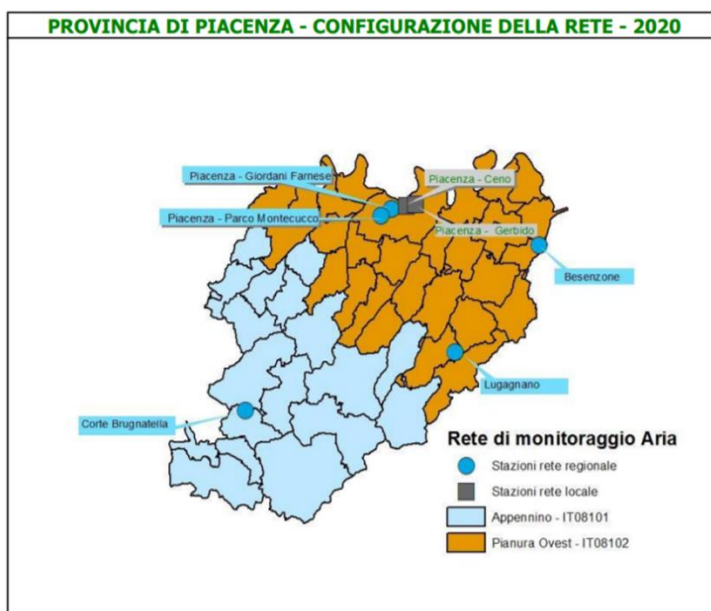 PROVINCIA DI PIACENZA - CONFIGURAZIONE DELLA RETE - 2020
Piacenza - Giordani Farnese
Piacenza - Ceno
Piacenza - Parco Montecucco
Piacenza - Gerbido
Besenzone
Lugagnano
Corte Brugnatella
Rete di monitoraggio Aria
Stazioni rete regionale
Stazioni rete locale
Appennino - IT08101
Pianura Ovest - IT08102